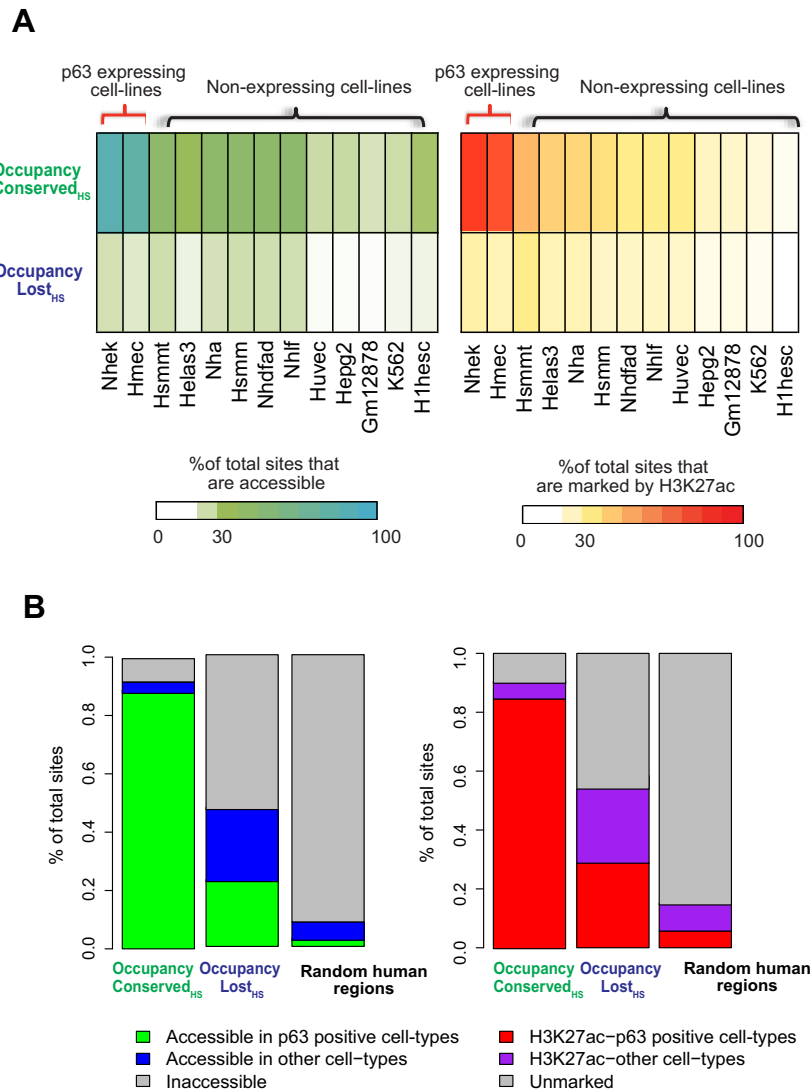 A
p63 expressing
cell-lines
Non-expressing cell-lines
p63 expressing
cell-lines
Non-expressing cell-lines
Occupancy
ConservedHS
Occupancy
LostHS
Nhek
Hmec
Hsmmt
Helas3
Nha
Hsmm
Nhdfad
Nhlf
Huvec
Hepg2
Gm12878
K562
H1hesc
Nhek
Hmec
Hsmmt
Helas3
Nha
Hsmm
Nhdfad
Nhlf
Huvec
Hepg2
Gm12878
K562
H1hesc
%of total sites that
are accessible
0 30 100
%of total sites that
are marked by H3K27ac
0 30 100
B
% of total sites
1.0
0.8
0.6
0.4
0.2
0.0
Occupancy
ConservedHS
Occupancy
LostHS
Random human
regions
Accessible in p63 positive cell-types
Accessible in other cell-types
Inaccessible
% of total sites
1.0
0.8
0.6
0.4
0.2
0.0
Occupancy
ConservedHS
Occupancy
LostHS
Random human
regions
H3K27ac−p63 positive cell-types
H3K27ac−other cell-types
Unmarked